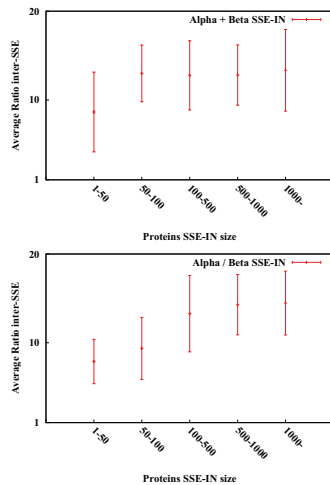 20
Alpha + Beta SSE-IN
Average Ratio inter-SSE
10
1
1-50
50-100
100-500
500-1000
1000-
Proteins SSE-IN size
20
Alpha / Beta SSE-IN
Average Ratio inter-SSE
10
1
1-50
50-100
100-500
500-1000
1000-
Proteins SSE-IN size